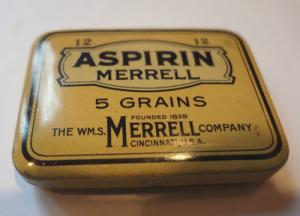 12 12
ASPIRIN
MERRELL
5 GRAINS
FOUNDED 1828
THE WM.S. MERRELL COMPANY
CINCINNATI, U.S.A.